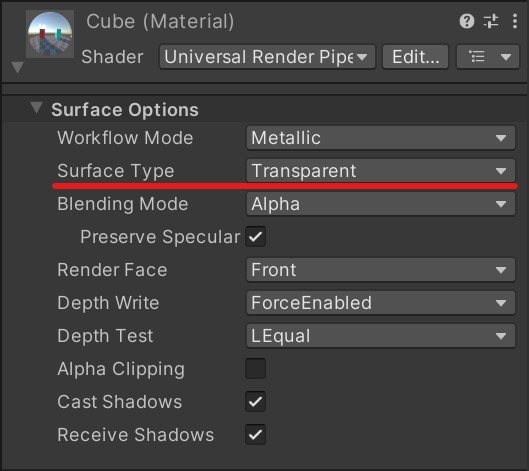 Cube (Material)
Shader Universal Render Pipe Edit...
Surface Options
Workflow Mode Metallic
Surface Type Transparent
Blending Mode Alpha
Preserve Specular
Render Face Front
Depth Write ForceEnabled
Depth Test LEqual
Alpha Clipping
Cast Shadows
Receive Shadows